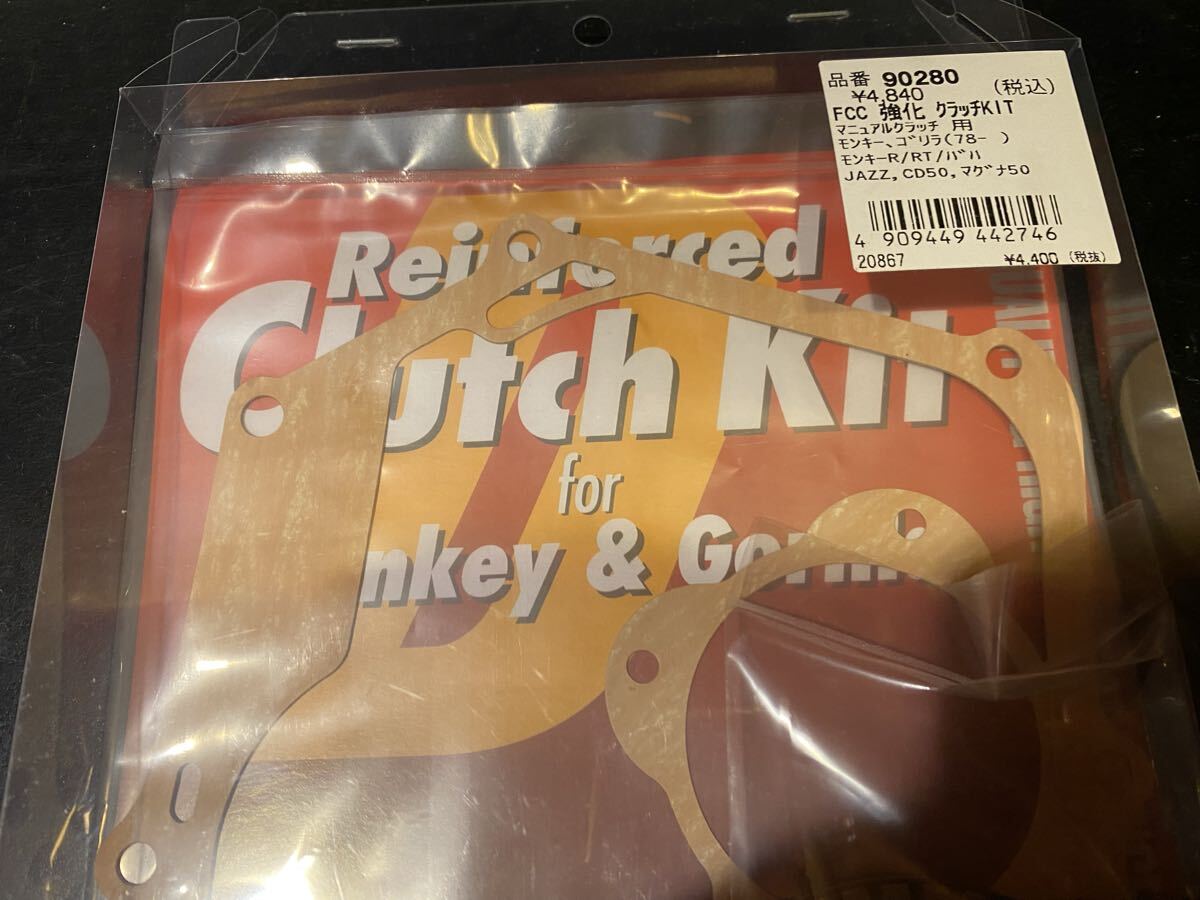 品番 90280
¥4,840 (税込)
FCC 強化 クラッチKIT
マニュアルクラッチ 用
モンキー、ゴリラ(78- )
モンキーR/RT/バハ
JAZZ,CD50,マグナ50
4 909449 442746
20867 ¥4,400 (税抜)
Reinforced
Clutch Kit
for
nkey & Gorill